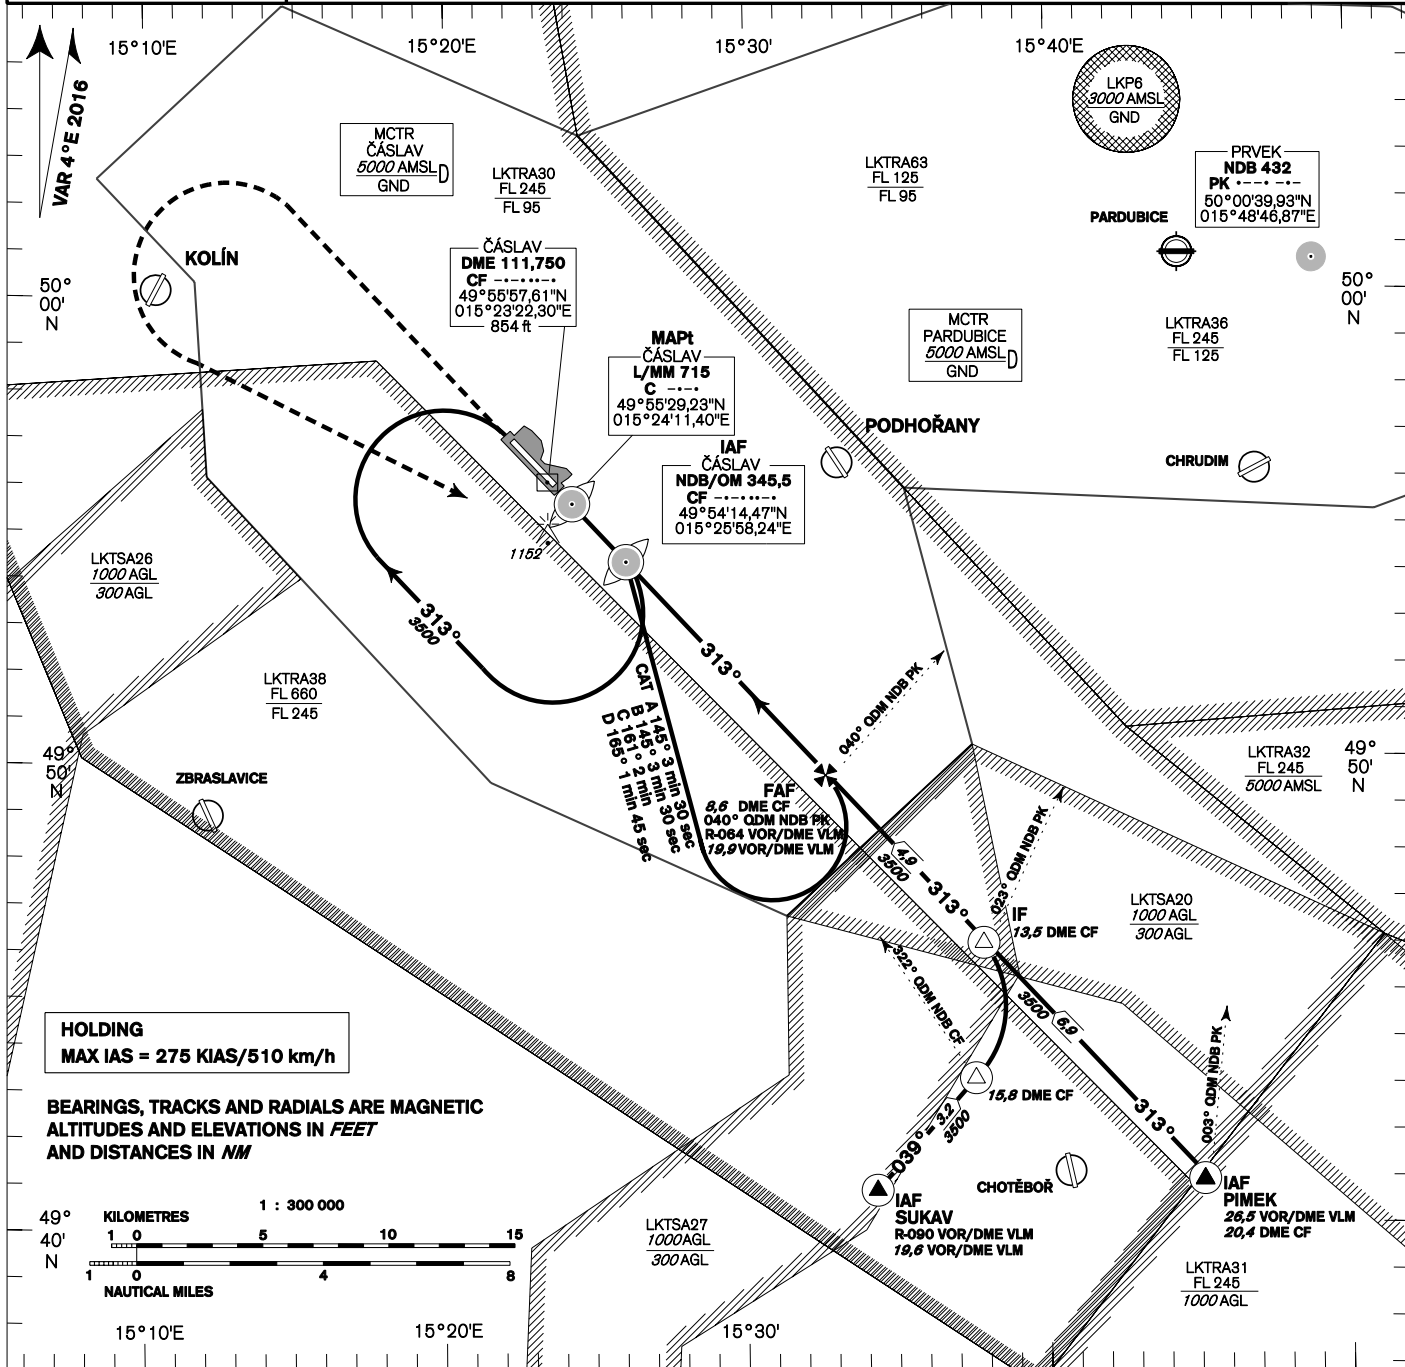 15°10'E
15°20'E
15°30'E
15°40'E
VAR 4°E 2016
LKP6
3000 AMSL
GND
MCTR
ČÁSLAV
5000 AMSL D
GND
LKTRA30
FL 245
FL 95
LKTRA63
FL 125
FL 95
PRVEK
NDB 432
PK ·--· -·-
50°00'39,93"N
015°48'46,87"E
PARDUBICE
KOLÍN
ČÁSLAV
DME 111,750
CF -·-· ··-·
49°55'57,61"N
015°23'22,30"E
854 ft
50°
00'
N
50°
00'
N
MCTR
PARDUBICE
5000 AMSL D
GND
LKTRA36
FL 245
FL 125
MAPt
ČÁSLAV
L/MM 715
C -·-·
49°55'29,23"N
015°24'11,40"E
PODHOŘANY
IAF
ČÁSLAV
NDB/OM 345,5
CF -·-· ··-·
49°54'14,47"N
015°25'58,24"E
CHRUDIM
1152
LKTSA26
1000 AGL
300 AGL
313°
3500
313°
040° QDM NDB PK
LKTRA38
FL 660
FL 245
CAT A 145° 3 min 30 sec
B 145° 3 min 30 sec
C 161° 2 min
D 165° 1 min 45 sec
49°
50'
N
LKTRA32
FL 245
5000 AMSL
49°
50'
N
ZBRASLAVICE
FAF
8,6 DME CF
040° QDM NDB PK
R-064 VOR/DME VLM
19,9 VOR/DME VLM
4,9
3500
313°
023° QDM NDB PK
LKTSA20
1000 AGL
300 AGL
IF
13,5 DME CF
322° QDM NDB CF
3500
6,9
HOLDING
MAX IAS = 275 KIAS/510 km/h
003° QDM NDB PK
15,8 DME CF
313°
BEARINGS, TRACKS AND RADIALS ARE MAGNETIC
ALTITUDES AND ELEVATIONS IN FEET
AND DISTANCES IN NM
039°
3.2
3500
CHOTĚBOŘ
IAF
SUKAV
R-090 VOR/DME VLM
19,6 VOR/DME VLM
IAF
PIMEK
26,5 VOR/DME VLM
20,4 DME CF
1 : 300 000
KILOMETRES
1 0 5 10 15
1 0 4 8
NAUTICAL MILES
49°
40'
N
LKTSA27
1000AGL
300 AGL
LKTRA31
FL 245
1000 AGL
15°10'E
15°20'E
15°30'